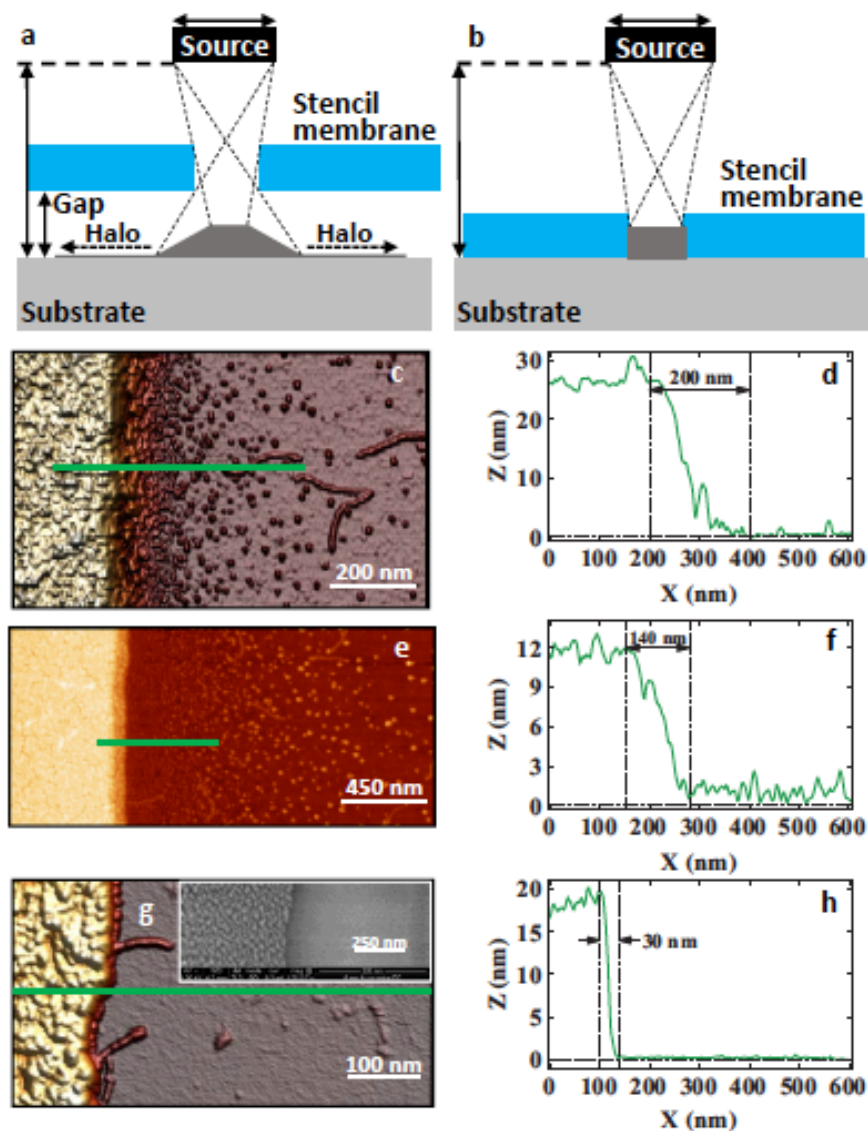 a
Source
Stencil
membrane
Gap
Halo
Halo
Substrate
b
Source
Stencil
membrane
Substrate
c
200 nm
d
30
20
10
0
Z (nm)
200 nm
0 100 200 300 400 500 600
X (nm)
e
450 nm
f
12
9
6
3
0
Z (nm)
140 nm
0 100 200 300 400 500 600
X (nm)
g
250 nm
100 nm
h
20
15
10
5
0
Z (nm)
30 nm
0 100 200 300 400 500 600
X (nm)